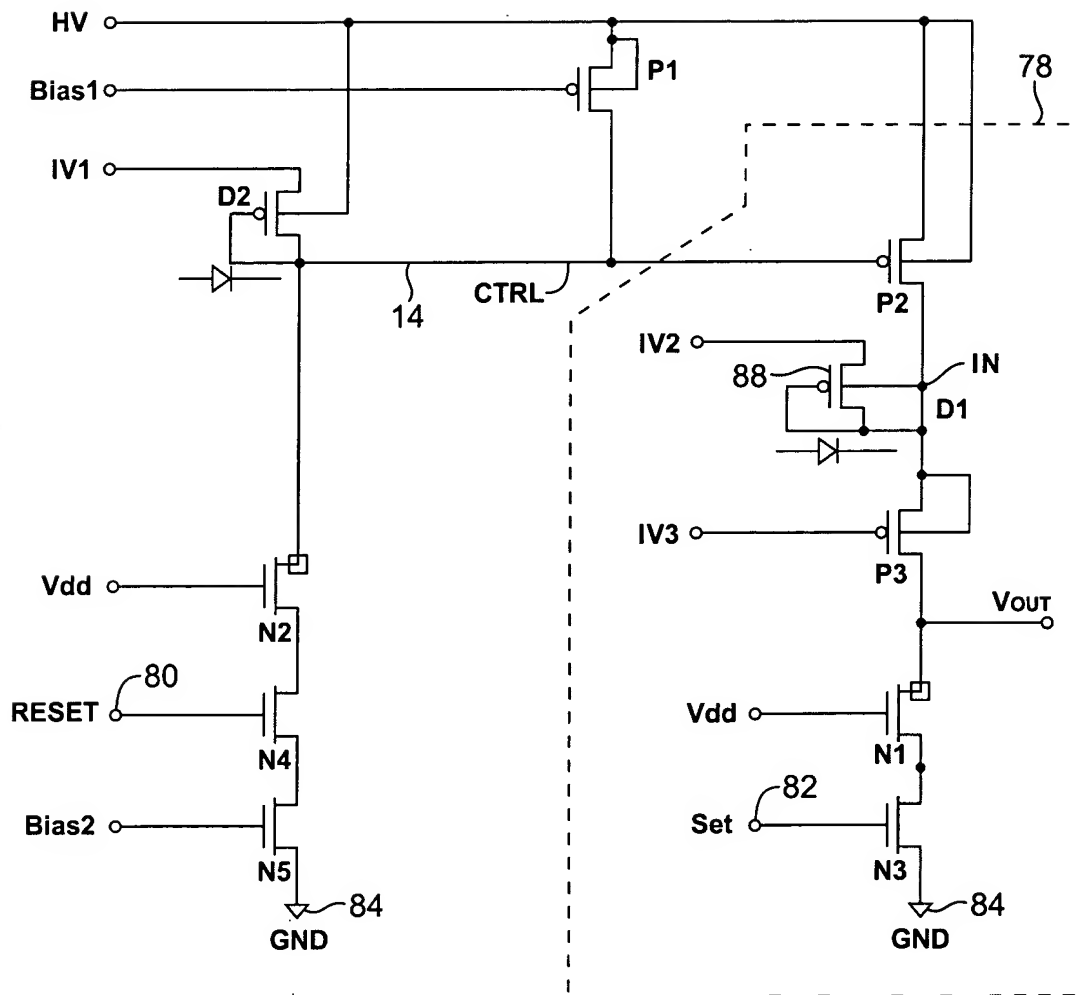 HV
P1
78
Bias1
IV1
D2
14
CTRL
P2
IV2
88
IN
D1
IV3
P3
Vdd
N2
VOUT
RESET
80
N4
Vdd
N1
Bias2
N5
Set
82
N3
84
GND
84
GND